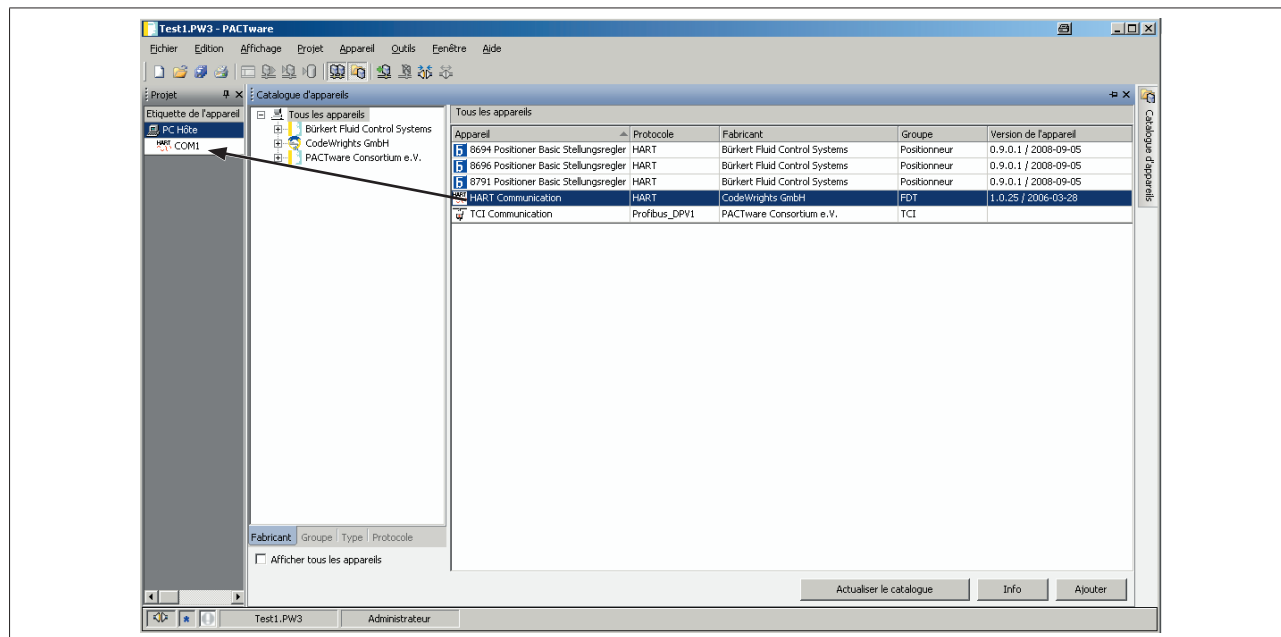 Test1.PW3 - PACTware
Fichier Edition Affichage Projet Appareil Outils Fenêtre Aide
Projet
Catalogue d'appareils
Etiquette de l'appareil
PC Hôte
HART COM1
Tous les appareils
Bürkert Fluid Control Systems
CodeWrights GmbH
PACTware Consortium e.V.
Tous les appareils
Appareil Protocole Fabricant Groupe Version de l'appareil
8694 Positioner Basic Stellungsregler HART Bürkert Fluid Control Systems Positionneur 0.9.0.1 / 2008-09-05
8696 Positioner Basic Stellungsregler HART Bürkert Fluid Control Systems Positionneur 0.9.0.1 / 2008-09-05
8791 Positioner Basic Stellungsregler HART Bürkert Fluid Control Systems Positionneur 0.9.0.1 / 2008-09-05
HART Communication HART CodeWrights GmbH FDT 1.0.25 / 2006-03-28
TCI Communication Profibus_DPV1 PACTware Consortium e.V. TCI
Catalogue d'appareils
Fabricant Groupe Type Protocole
Afficher tous les appareils
Actualiser le catalogue Info Ajouter
Test1.PW3 Administrateur